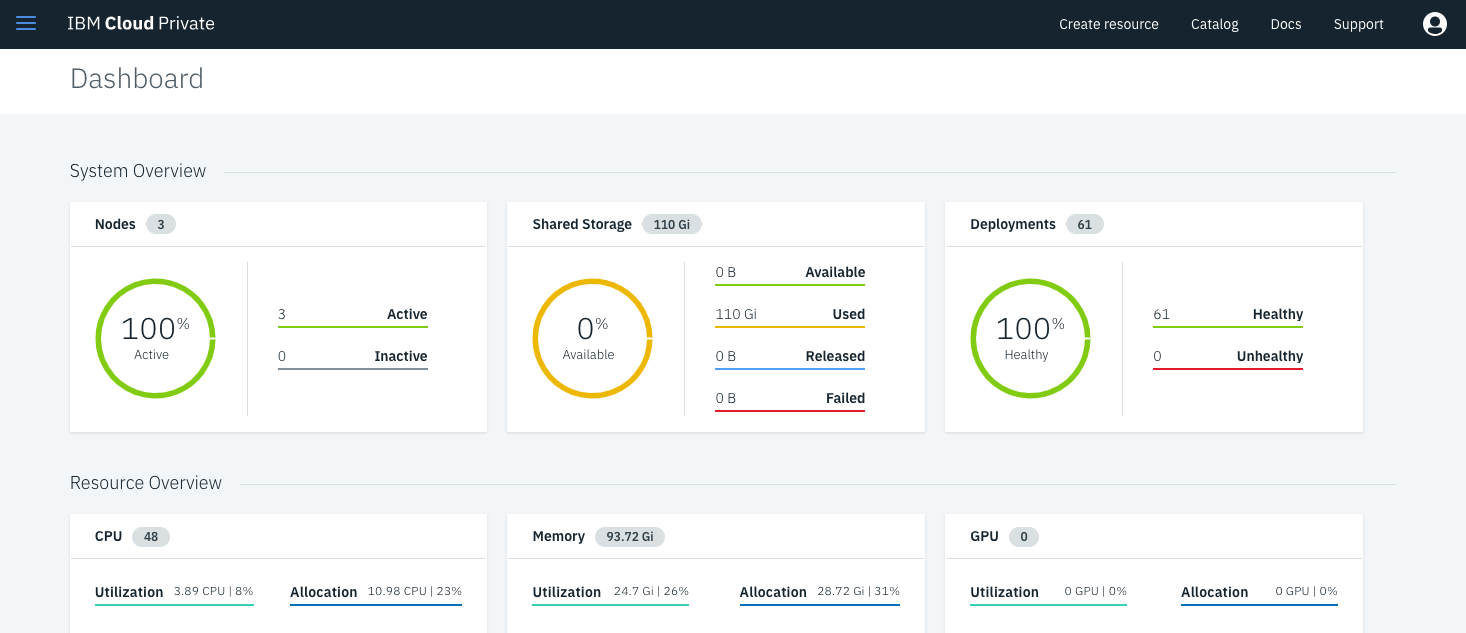 IBM Cloud Private Create resource Catalog Docs Support
Dashboard
System Overview
Nodes 3
100%
Active
3 Active
0 Inactive
Shared Storage 110 Gi
0%
Available
0 B Available
110 Gi Used
0 B Released
0 B Failed
Deployments 61
100%
Healthy
61 Healthy
0 Unhealthy
Resource Overview
CPU 48
Utilization 3.89 CPU | 8% Allocation 10.98 CPU | 23%
Memory 93.72 Gi
Utilization 24.7 Gi | 26% Allocation 28.72 Gi | 31%
GPU 0
Utilization 0 GPU | 0% Allocation 0 GPU | 0%